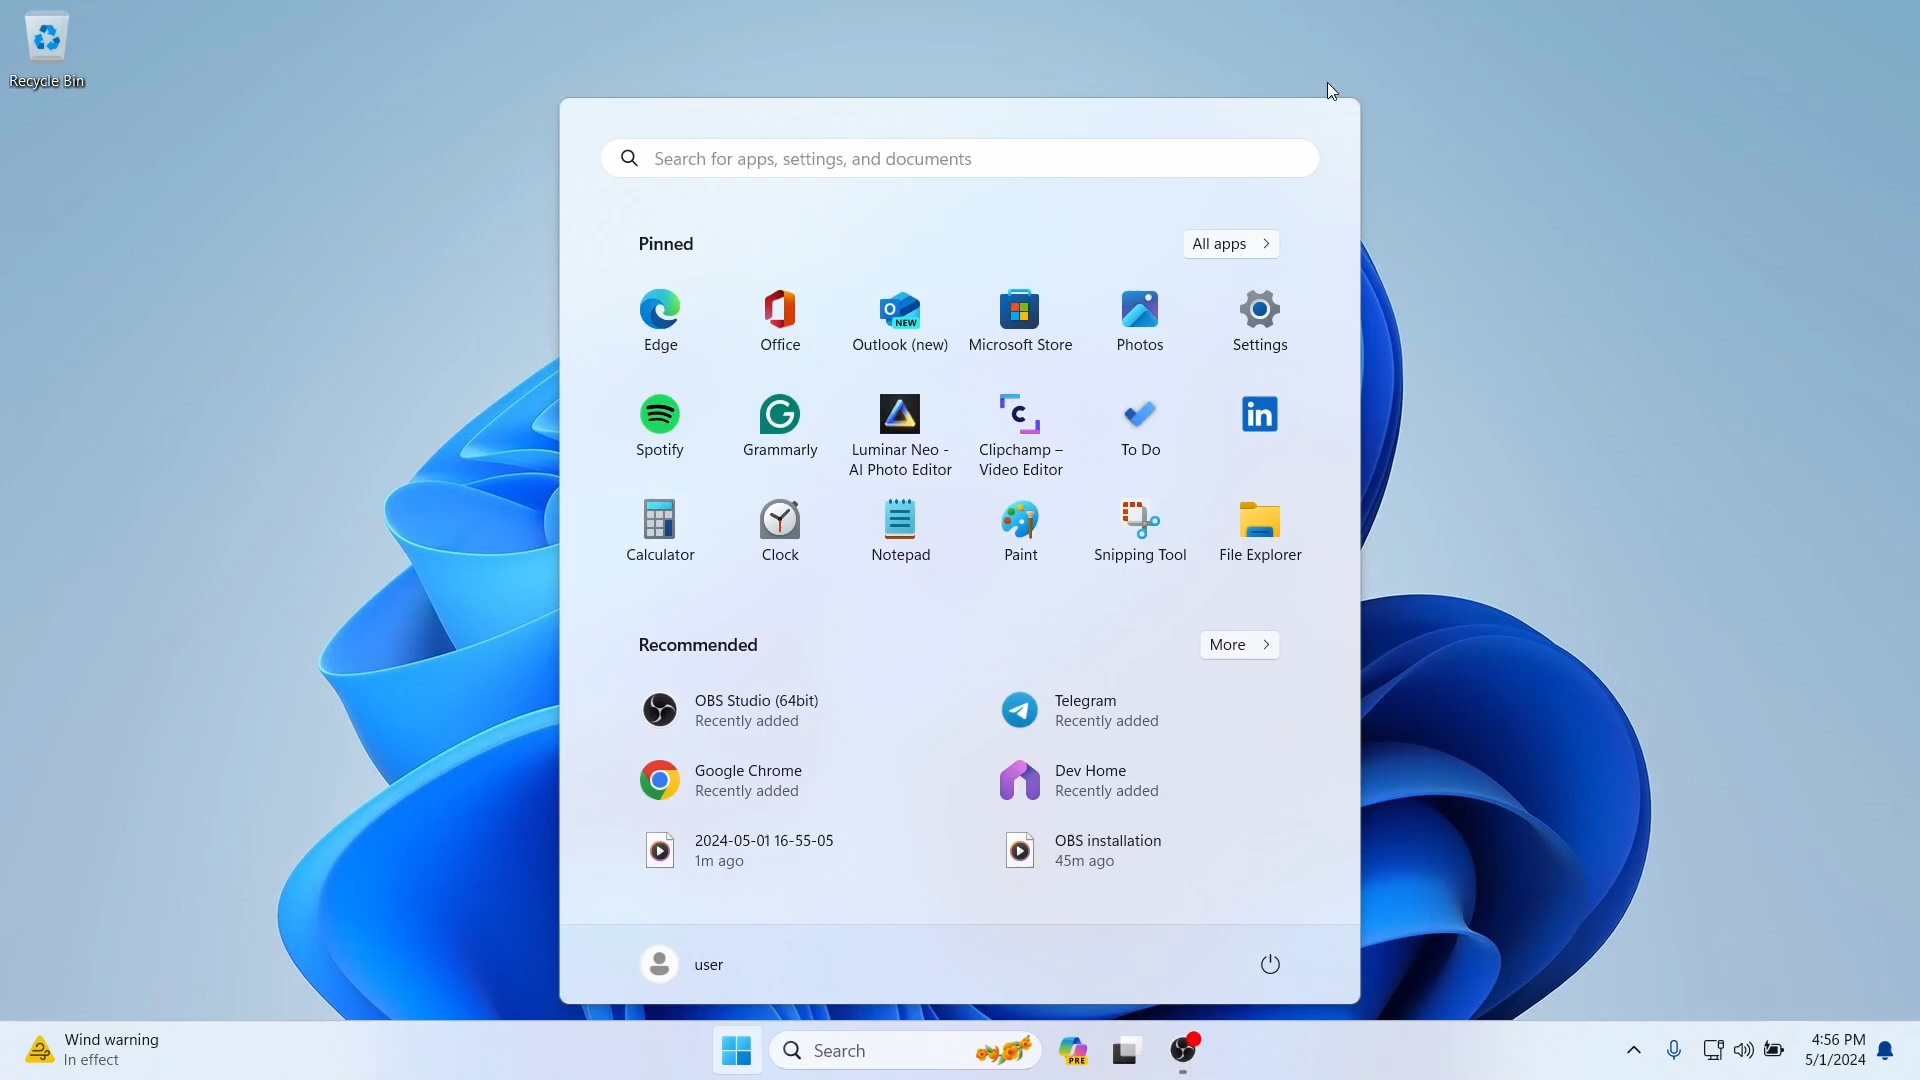 Recycle Bin
Search for apps, settings, and documents
Pinned
All apps
Edge
Office
Outlook (new)
Microsoft Store
Photos
Settings
Spotify
Grammarly
Luminar Neo -
AI Photo Editor
Clipchamp –
Video Editor
To Do
in
Calculator
Clock
Notepad
Paint
Snipping Tool
File Explorer
Recommended
More
OBS Studio (64bit)
Recently added
Telegram
Recently added
Google Chrome
Recently added
Dev Home
Recently added
2024-05-01 16-55-05
1m ago
OBS installation
45m ago
user
Wind warning
In effect
Search
PRE
4:56 PM
5/1/2024